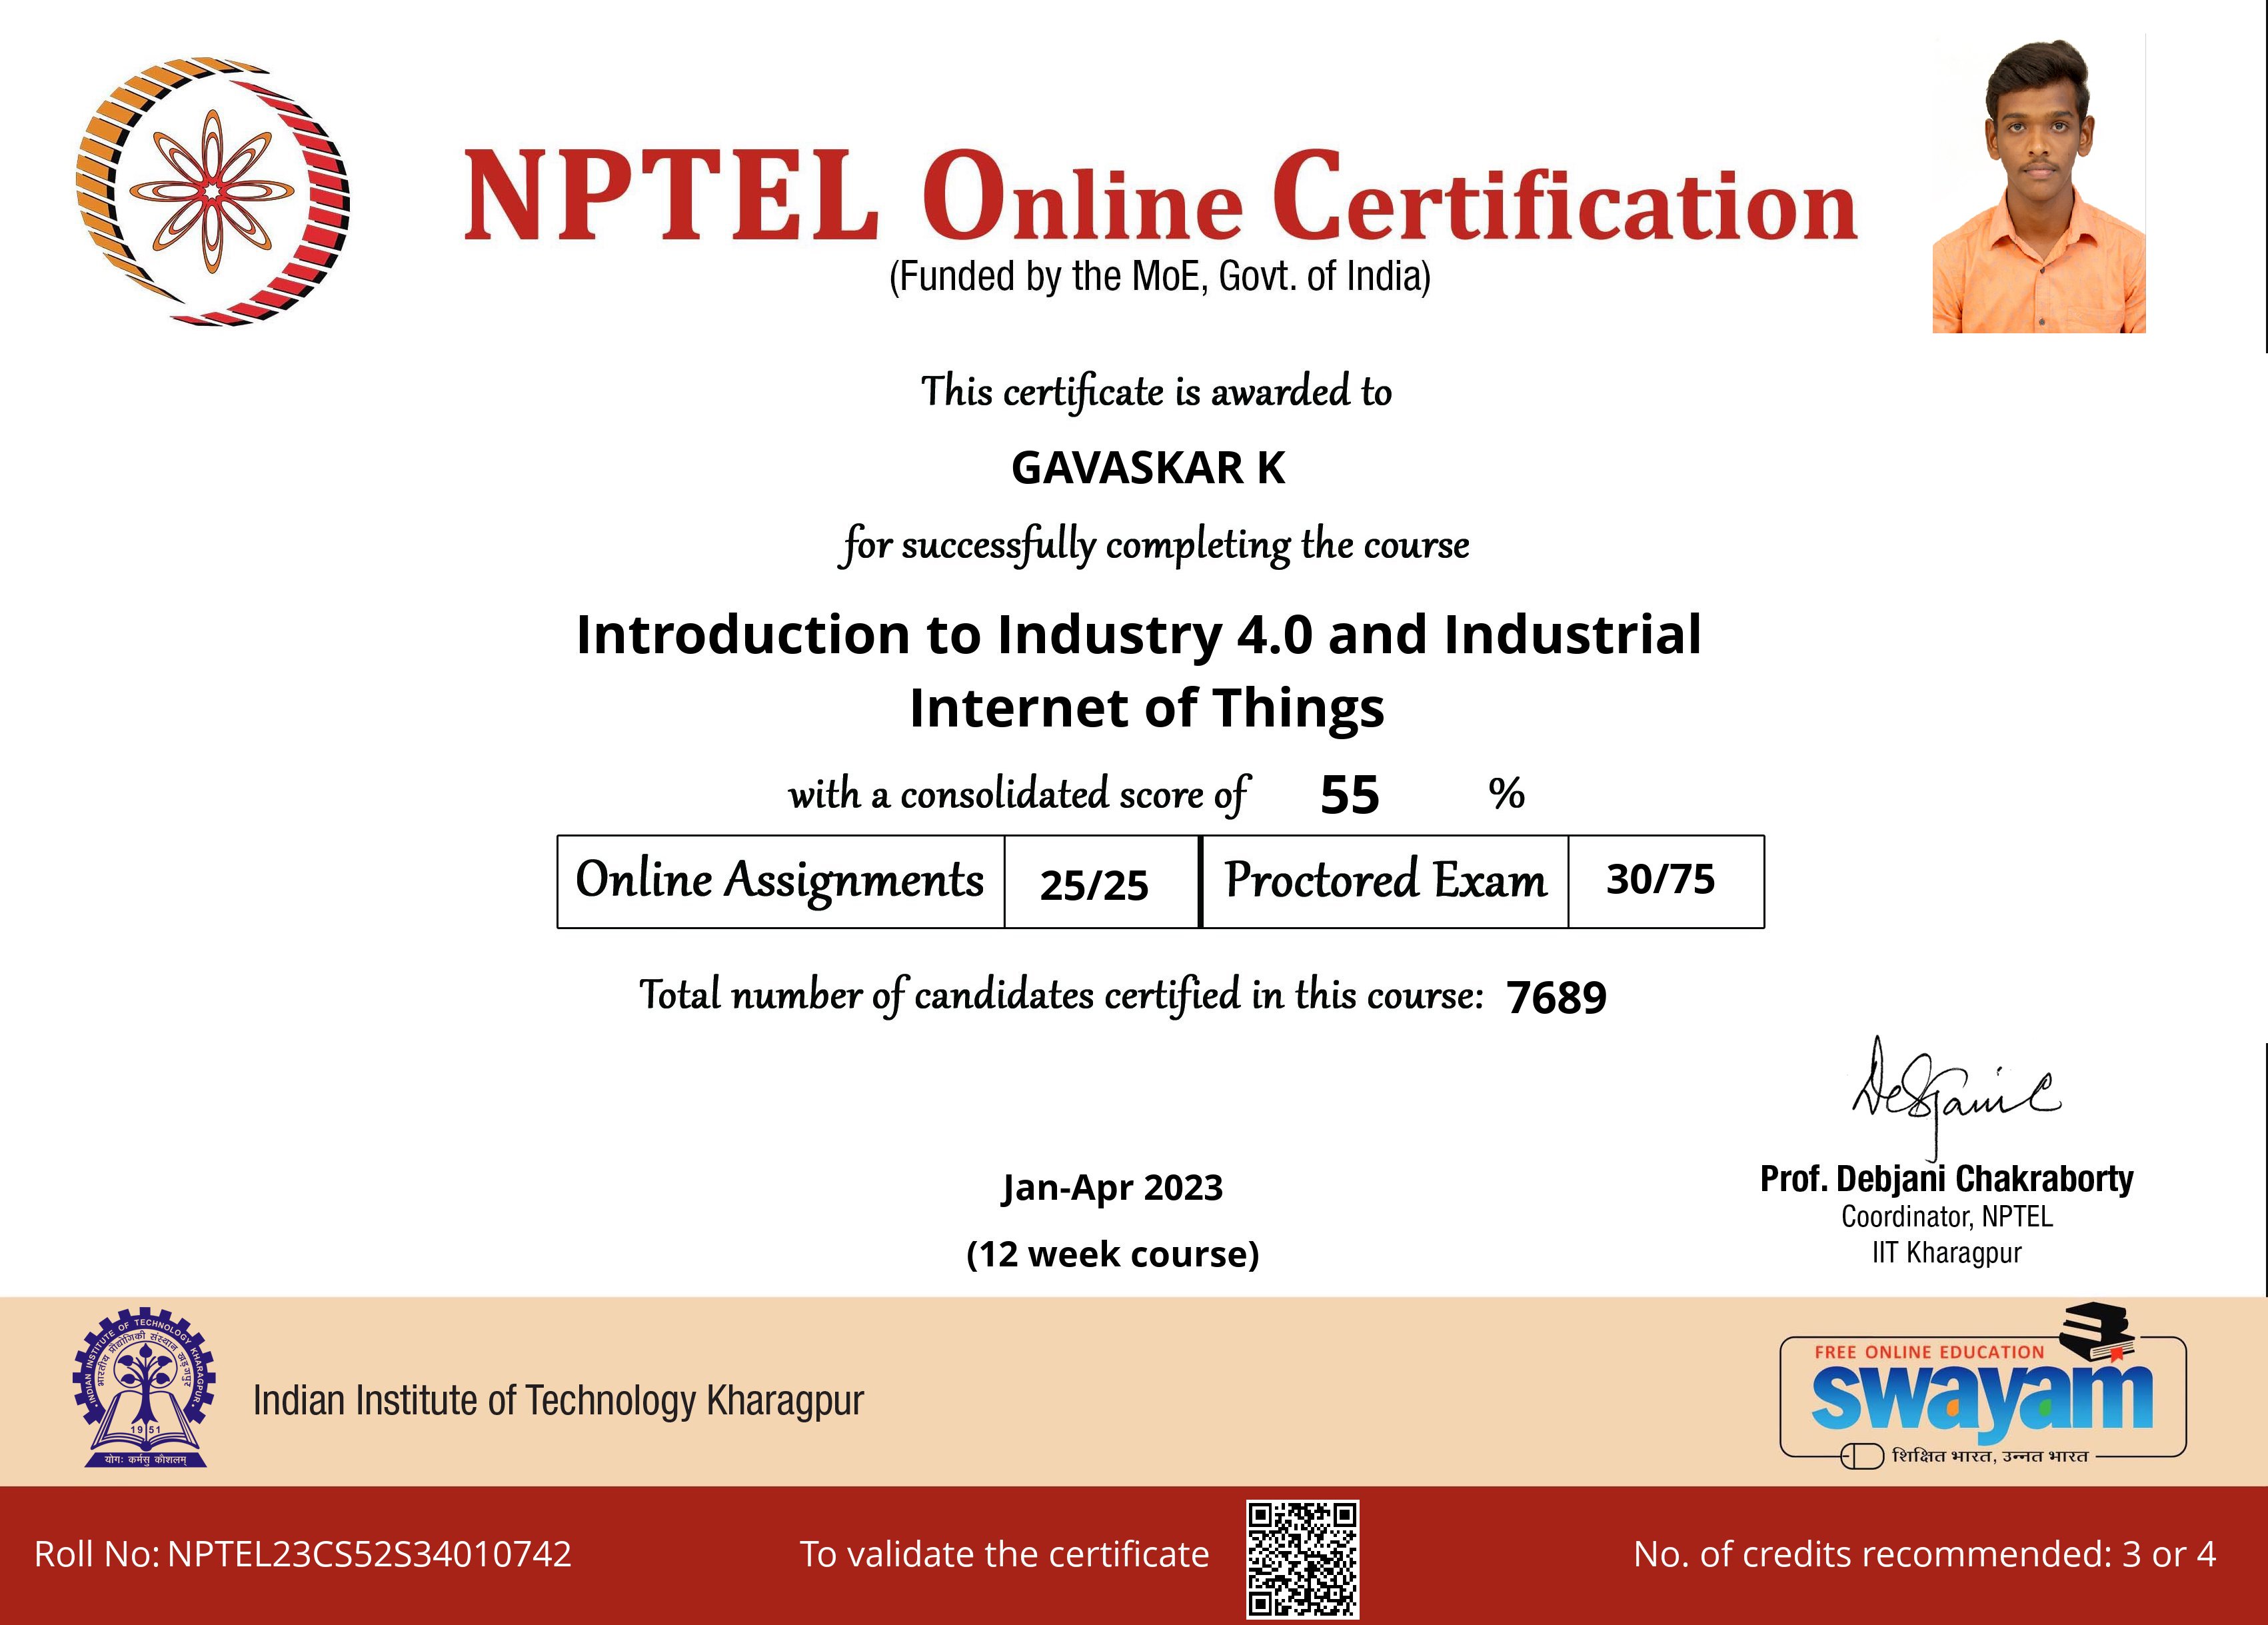 NPTEL Online Certification
(Funded by the MoE, Govt. of India)
This certificate is awarded to
GAVASKAR K
for successfully completing the course
Introduction to Industry 4.0 and Industrial
Internet of Things
with a consolidated score of 55 %
Online Assignments 25/25 Proctored Exam 30/75
Total number of candidates certified in this course: 7689
Jan-Apr 2023
(12 week course)
Prof. Debjani Chakraborty
Coordinator, NPTEL
IIT Kharagpur
INDIAN INSTITUTE OF TECHNOLOGY KHARAGPUR
भारतीय प्रौद्योगिकी संस्थान खड़गपुर
1951
योगः कर्मसु कौशलम्
Indian Institute of Technology Kharagpur
FREE ONLINE EDUCATION
swayam
शिक्षित भारत, उन्नत भारत
Roll No: NPTEL23CS52S34010742
To validate the certificate
No. of credits recommended: 3 or 4